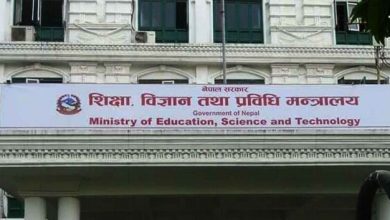 नेपाल सरकार
शिक्षा, विज्ञान तथा प्रविधि मन्त्रालय
Government of Nepal
Ministry of Education, Science and Technology